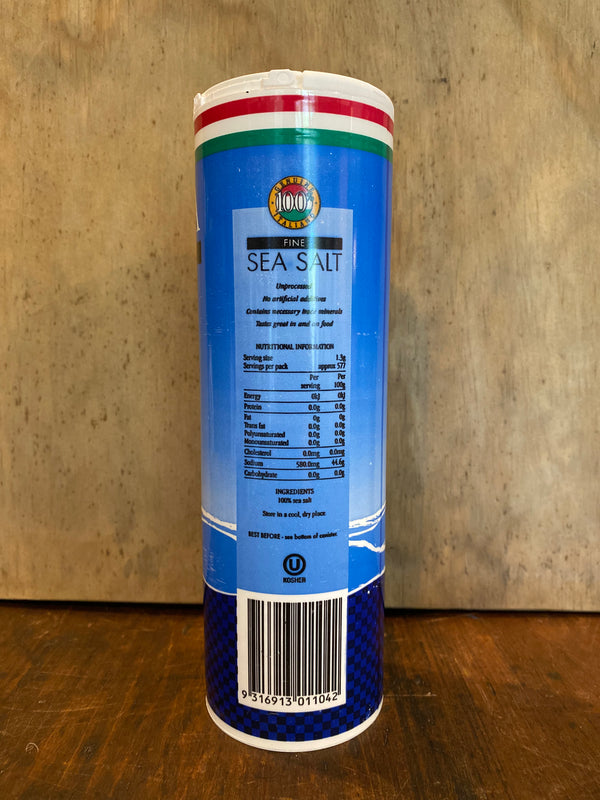 GENUINE
100%
ITALIANO
FINE
SEA SALT
Unprocessed
No artificial additives
Contains necessary trace minerals
Tastes great in and on food
NUTRITIONAL INFORMATION
Serving size 1.3g
Servings per pack approx 577
Per serving Per 100g
Energy 0kJ 0kJ
Protein 0.0g 0.0g
Fat 0g 0g
Trans fat 0.0g 0.0g
Polyunsaturated 0.0g 0.0g
Monounsaturated 0.0g 0.0g
Cholesterol 0.0mg 0.0mg
Sodium 580.0mg 44.6g
Carbohydrate 0.0g 0.0g
INGREDIENTS
100% sea salt
Store in a cool, dry place
BEST BEFORE - see bottom of canister.
U
KOSHER
9 316913 011042